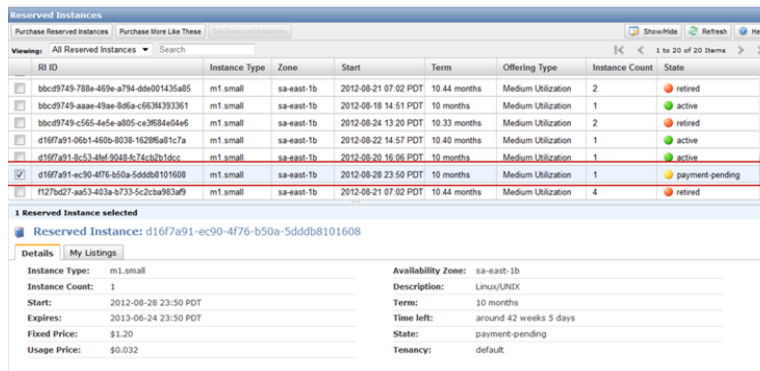 Reserved Instances
Purchase Reserved Instances Purchase More Like These Sell Reserved Instances Show/Hide Refresh He
Viewing: All Reserved Instances Search 1 to 20 of 20 Items
RI ID Instance Type Zone Start Term Offering Type Instance Count State
bbcd9749-788e-469e-a794-dde001435a85 m1.small sa-east-1b 2012-08-21 07:02 PDT 10.44 months Medium Utilization 2 retired
bbcd9749-aaae-49ae-8d6a-c663f4393361 m1.small sa-east-1b 2012-08-18 14:51 PDT 10 months Medium Utilization 1 active
bbcd9749-c565-4e5e-a805-ce3f684e04e6 m1.small sa-east-1b 2012-08-24 13:20 PDT 10.33 months Medium Utilization 2 retired
d16f7a91-06b1-460b-8038-1628f6a81c7a m1.small sa-east-1b 2012-08-22 14:57 PDT 10.40 months Medium Utilization 1 active
d16f7a91-8c53-4fef-9048-fc74cb2b1dcc m1.small sa-east-1b 2012-08-20 16:06 PDT 10 months Medium Utilization 1 active
d16f7a91-ec90-4f76-b50a-5dddb8101608 m1.small sa-east-1b 2012-08-28 23:50 PDT 10 months Medium Utilization 1 payment-pending
f127bd27-aa53-403a-b733-5c2cba983af9 m1.small sa-east-1b 2012-08-21 07:02 PDT 10.44 months Medium Utilization 4 retired
1 Reserved Instance selected
Reserved Instance: d16f7a91-ec90-4f76-b50a-5dddb8101608
Details My Listings
Instance Type: m1.small Availability Zone: sa-east-1b
Instance Count: 1 Description: Linux/UNIX
Start: 2012-08-28 23:50 PDT Term: 10 months
Expires: 2013-06-24 23:50 PDT Time left: around 42 weeks 5 days
Fixed Price: $1.20 State: payment-pending
Usage Price: $0.032 Tenancy: default